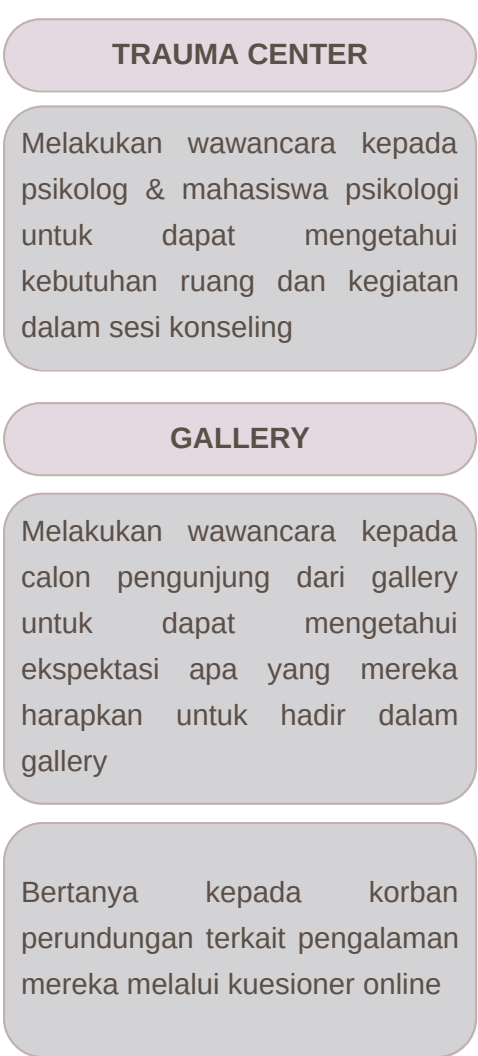 TRAUMA CENTER
Melakukan wawancara kepada
psikolog & mahasiswa psikologi
untuk dapat mengetahui
kebutuhan ruang dan kegiatan
dalam sesi konseling
GALLERY
Melakukan wawancara kepada
calon pengunjung dari gallery
untuk dapat mengetahui
ekspektasi apa yang mereka
harapkan untuk hadir dalam
gallery
Bertanya kepada korban
perundungan terkait pengalaman
mereka melalui kuesioner online